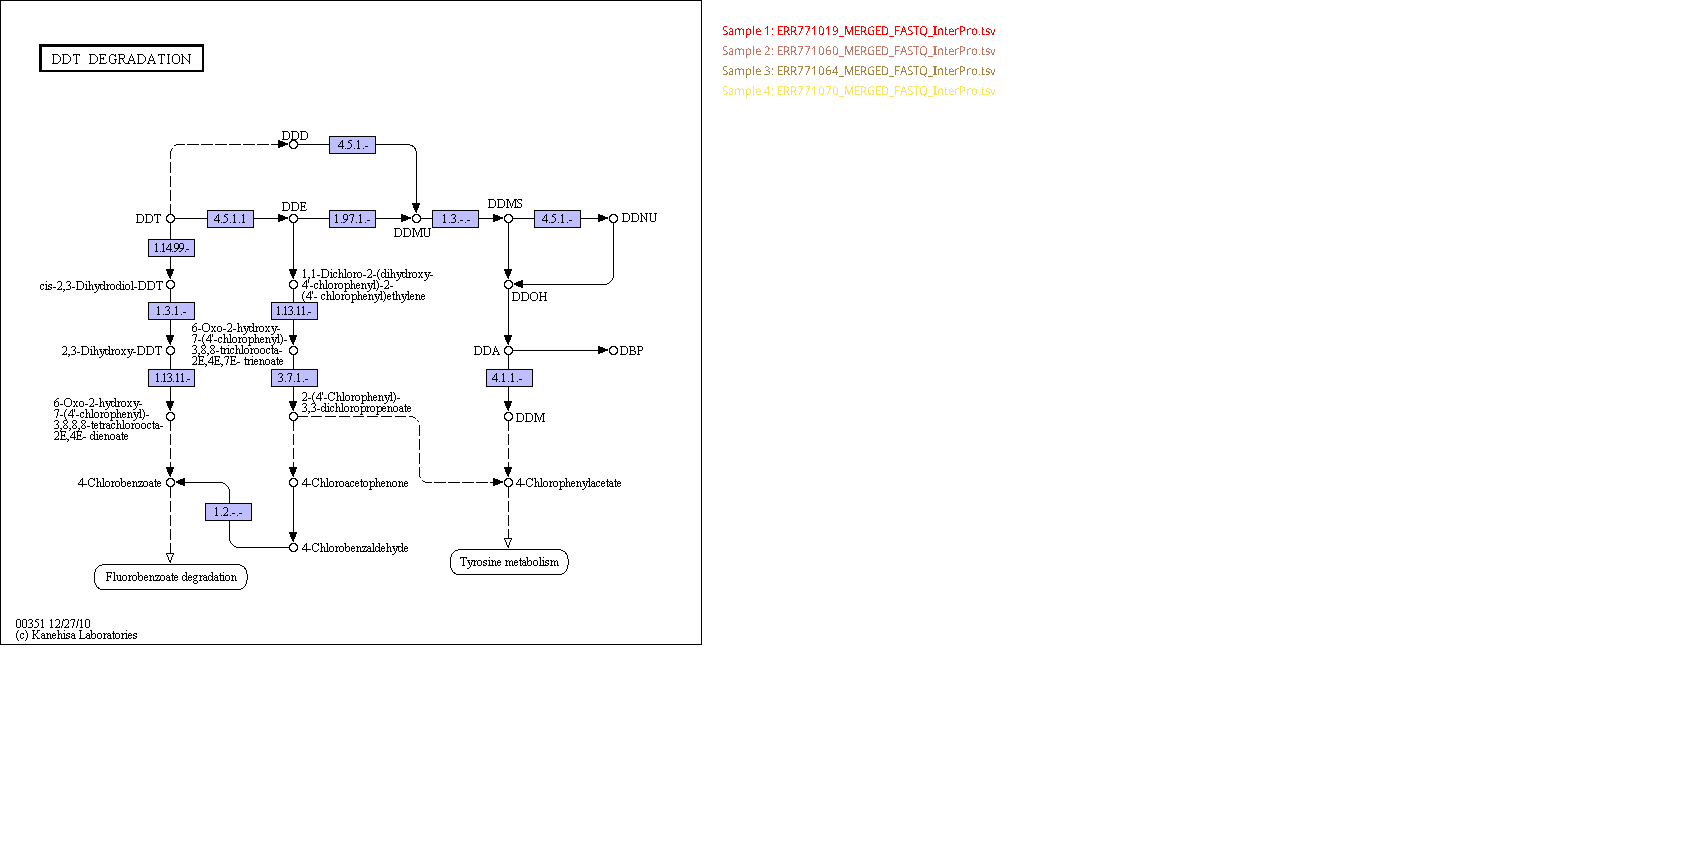 DDT DEGRADATION
Sample 1: ERR771019_MERGED_FASTQ_InterPro.tsv
Sample 2: ERR771060_MERGED_FASTQ_InterPro.tsv
Sample 3: ERR771064_MERGED_FASTQ_InterPro.tsv
Sample 4: ERR771070_MERGED_FASTQ_InterPro.tsv
DDD
4.5.1.-
DDT
4.5.1.1
DDE
1.97.1.-
DDMU
1.3.-.-
DDMS
4.5.1.-
DDNU
1.14.99.-
cis-2,3-Dihydrodiol-DDT
1,1-Dichloro-2-(dihydroxy-
4'-chlorophenyl)-2-
(4'- chlorophenyl)ethylene
DDOH
1.3.1.-
1.13.11.-
6-Oxo-2-hydroxy-
7-(4'-chlorophenyl)-
3,8,8-trichloroocta-
2E,4E,7E- trienoate
2,3-Dihydroxy-DDT
DDA
DBP
1.13.11.-
3.7.1.-
4.1.1.-
6-Oxo-2-hydroxy-
7-(4'-chlorophenyl)-
3,8,8,8-tetrachloroocta-
2E,4E- dienoate
2-(4'-Chlorophenyl)-
3,3-dichloropropenoate
DDM
4-Chlorobenzoate
4-Chloroacetophenone
4-Chlorophenylacetate
1.2.-.-
4-Chlorobenzaldehyde
Fluorobenzoate degradation
Tyrosine metabolism
00351 12/27/10
(c) Kanehisa Laboratories